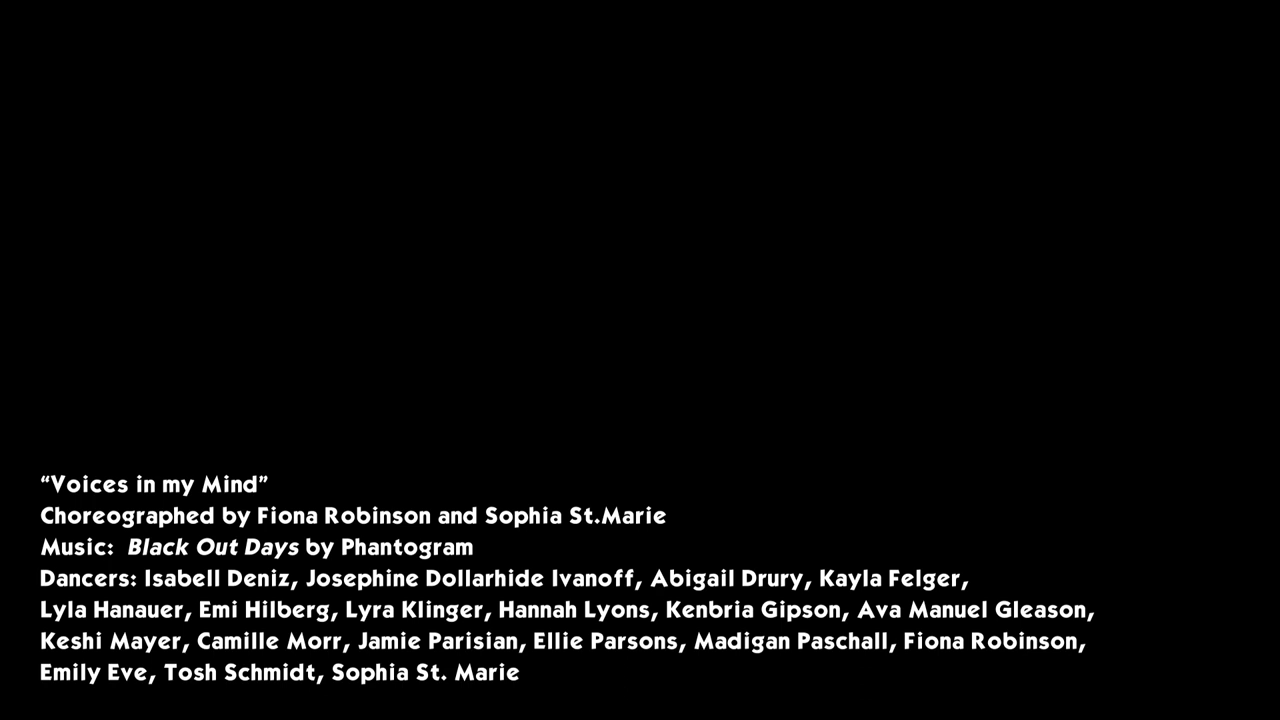 “Voices in my Mind”
Choreographed by Fiona Robinson and Sophia St.Marie
Music:  Black Out Days by Phantogram
Dancers: Isabell Deniz, Josephine Dollarhide Ivanoff, Abigail Drury, Kayla Felger,
Lyla Hanauer, Emi Hilberg, Lyra Klinger, Hannah Lyons, Kenbria Gipson, Ava Manuel Gleason,
Keshi Mayer, Camille Morr, Jamie Parisian, Ellie Parsons, Madigan Paschall, Fiona Robinson,
Emily Eve, Tosh Schmidt, Sophia St. Marie